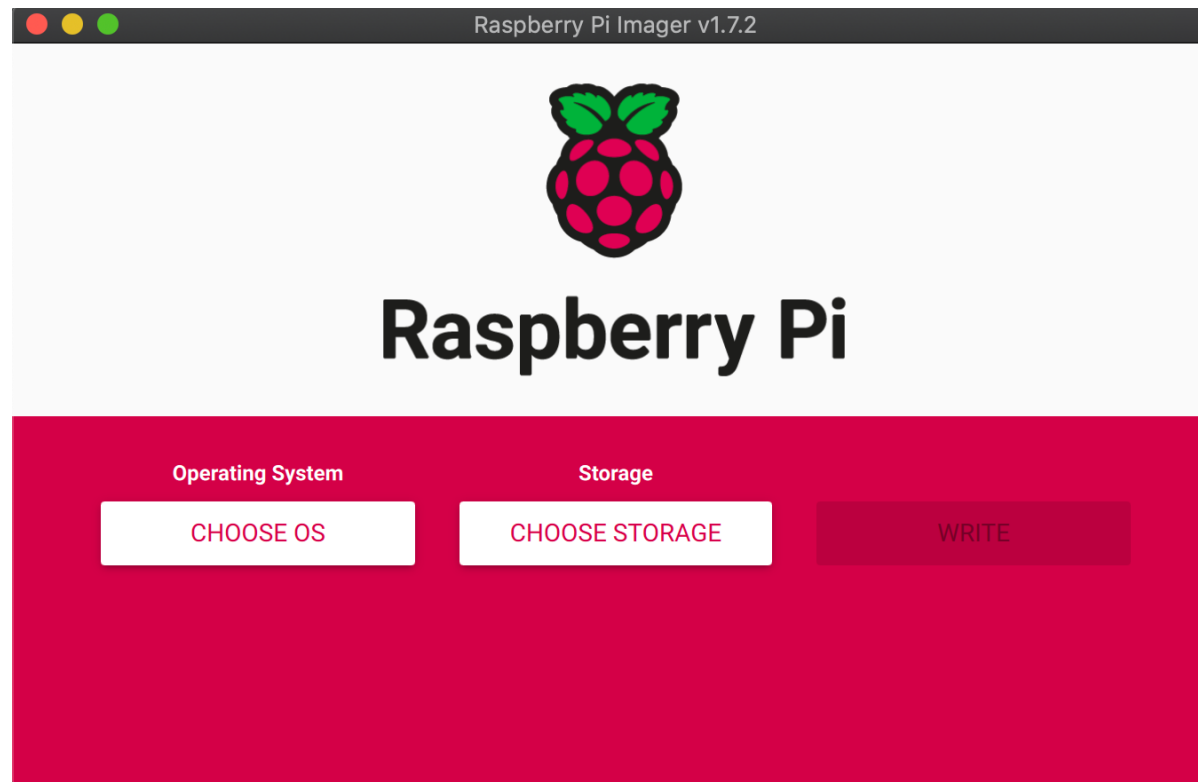 Raspberry Pi Imager v1.7.2
Raspberry Pi
Operating System
Storage
CHOOSE OS
CHOOSE STORAGE
WRITE